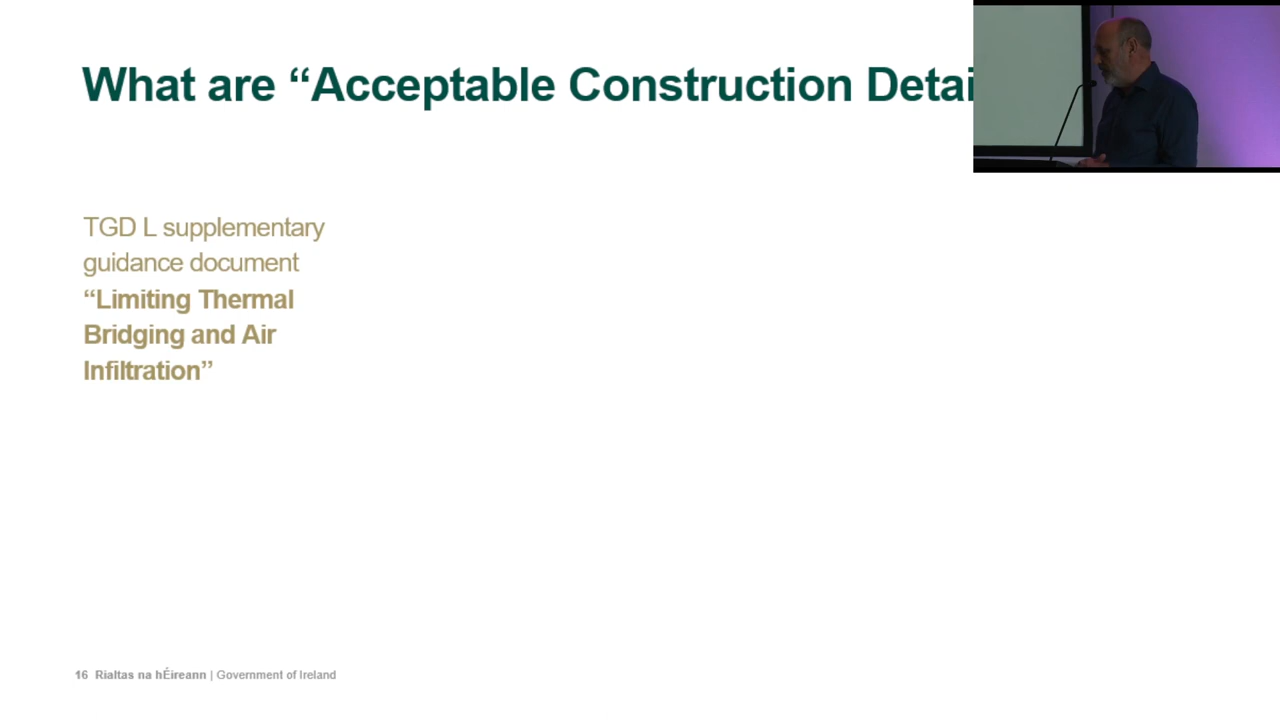 What are “Acceptable Construction Detai
TGD L supplementary
guidance document
“Limiting Thermal
Bridging and Air
Infiltration”
16 Rialtas na hÉireann | Government of Ireland